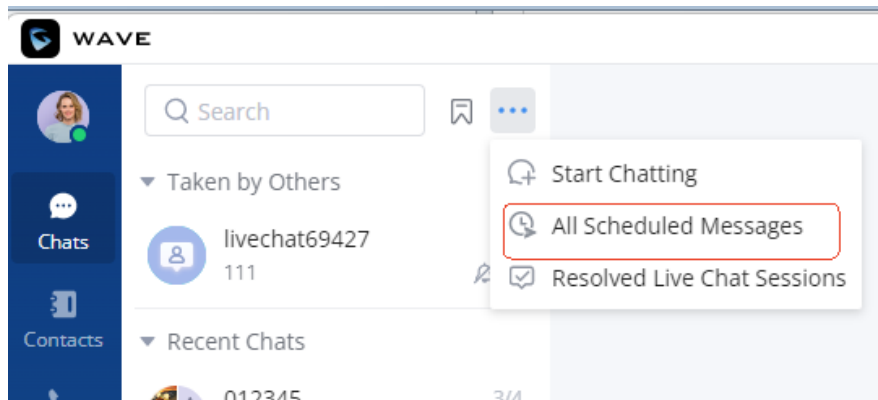 WAVE
Search
Start Chatting
Taken by Others
All Scheduled Messages
Chats
livechat69427
111
Resolved Live Chat Sessions
Contacts
Recent Chats
012345
3/4